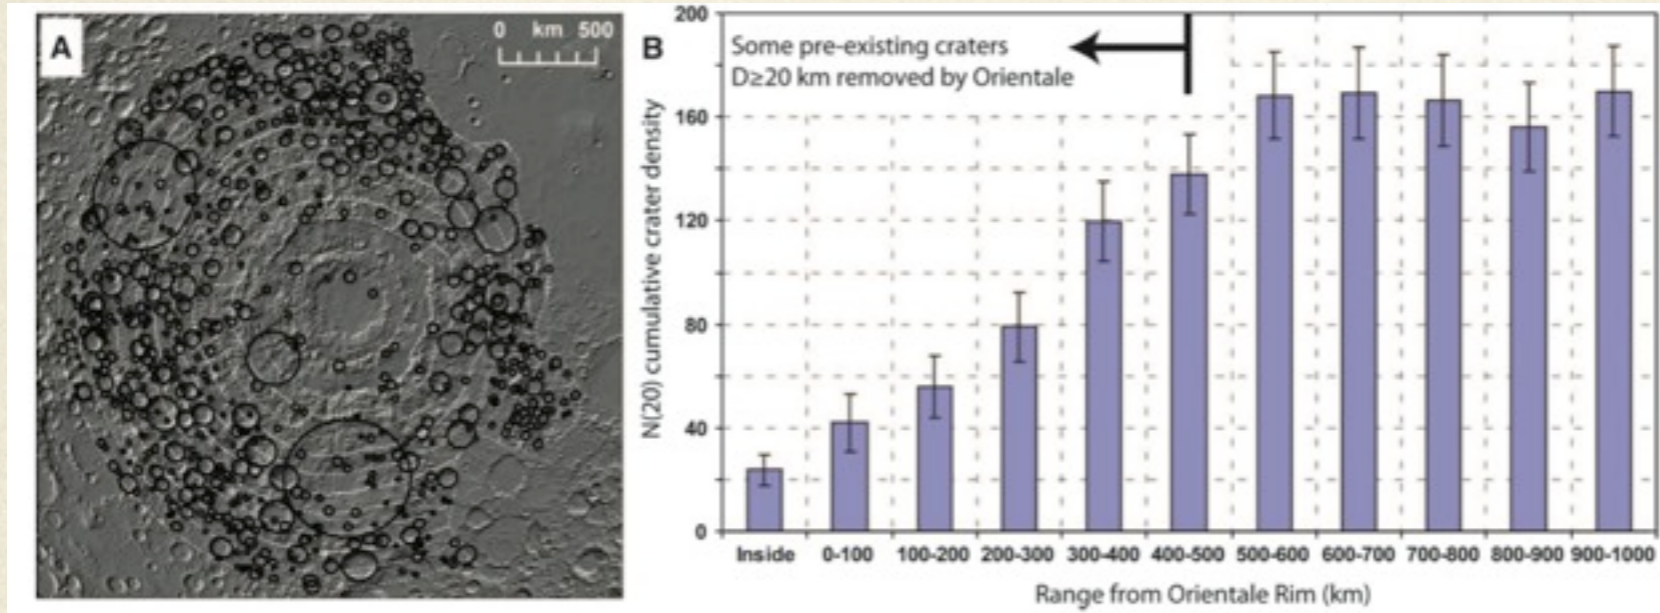 A
0 km 500
B
Some pre-existing craters
D≥20 km removed by Orientale
N(20) cumulative crater density
200
160
120
80
40
0
Inside 0-100 100-200 200-300 300-400 400-500 500-600 600-700 700-800 800-900 900-1000
Range from Orientale Rim (km)